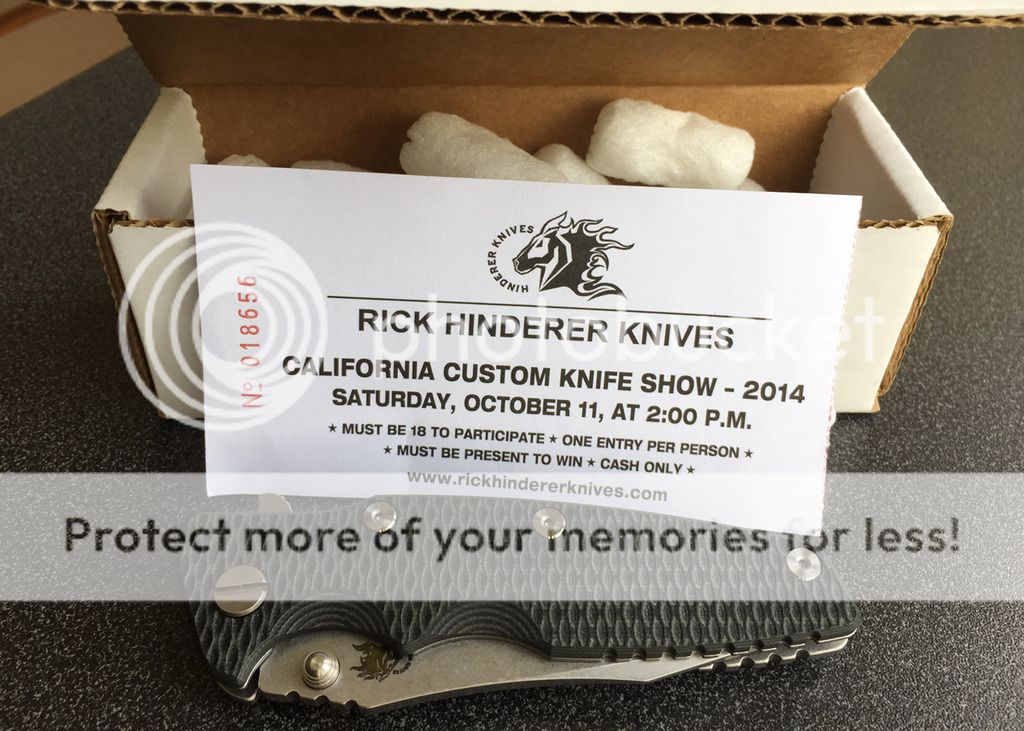 HINDERER KNIVES
Nº 018656
RICK HINDERER KNIVES
CALIFORNIA CUSTOM KNIFE SHOW - 2014
SATURDAY, OCTOBER 11, AT 2:00 P.M.
★ MUST BE 18 TO PARTICIPATE ★ ONE ENTRY PER PERSON ★
★ MUST BE PRESENT TO WIN ★ CASH ONLY ★
www.rickhindererknives.com
photobucket
Protect more of your memories for less!